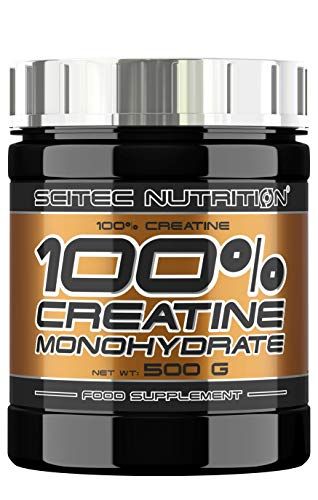 SCITEC NUTRITION®
100% CREATINE
100%
CREATINE
MONOHYDRATE
NET WT: 500 G
FOOD SUPPLEMENT